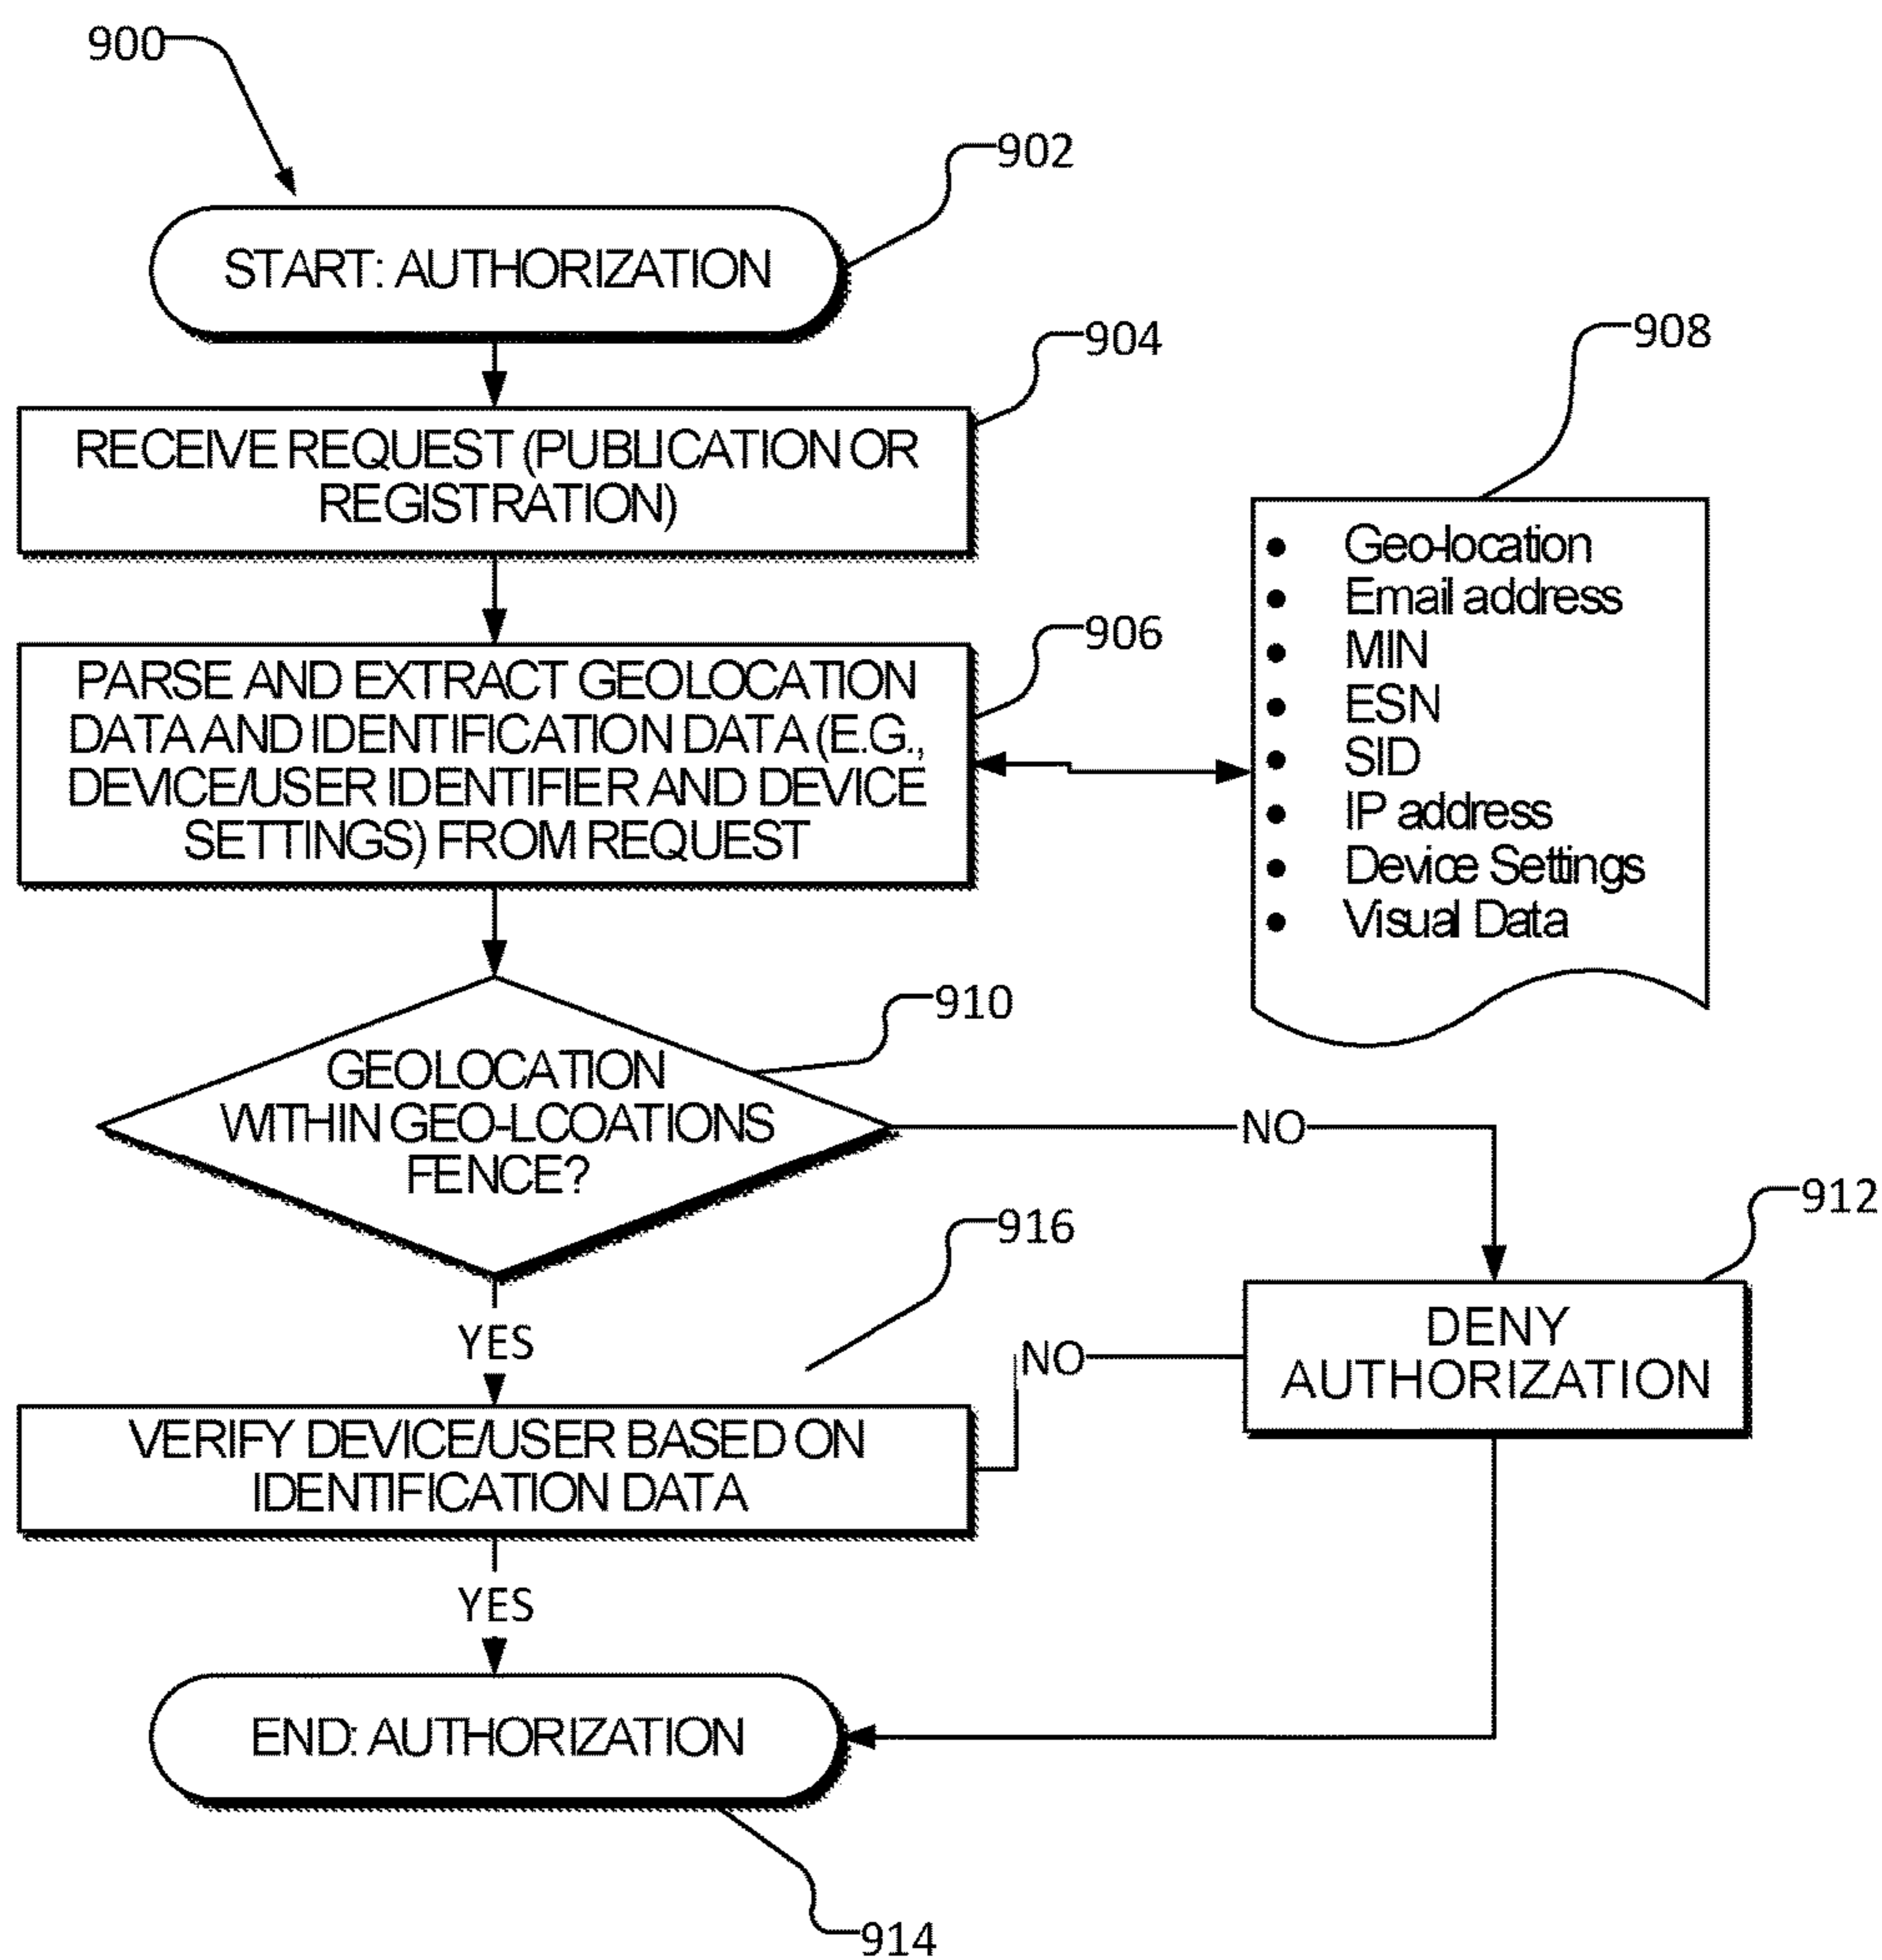 900
902
START: AUTHORIZATION
904
RECEIVE REQUEST (PUBLICATION OR
REGISTRATION)
906
PARSE AND EXTRACT GEOLOCATION
DATA AND IDENTIFICATION DATA (E.G.,
DEVICE/USER IDENTIFIER AND DEVICE
SETTINGS) FROM REQUEST
908
• Geo-location
• Email address
• MIN
• ESN
• SID
• IP address
• Device Settings
• Visual Data
910
GEOLOCATION
WITHIN GEO-LCOATIONS
FENCE?
NO
912
DENY
AUTHORIZATION
YES
916
NO
VERIFY DEVICE/USER BASED ON
IDENTIFICATION DATA
YES
END: AUTHORIZATION
914